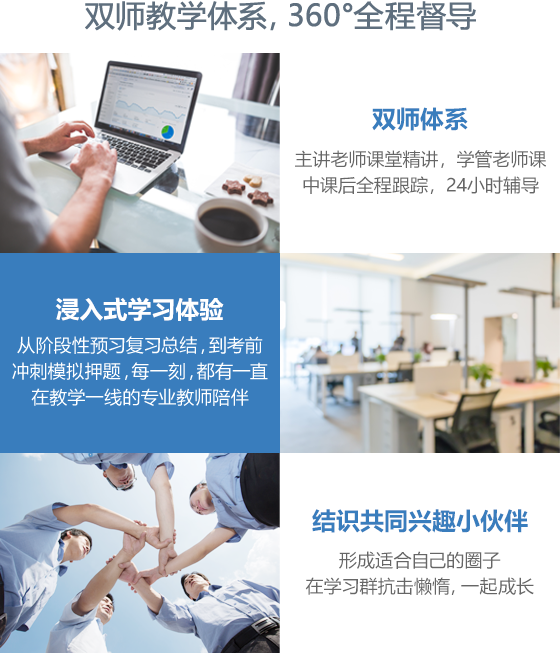 双师教学体系, 360°全程督导
双师体系
主讲老师课堂精讲，学管老师课
中课后全程跟踪，24小时辅导
浸入式学习体验
从阶段性预习复习总结，到考前
冲刺模拟押题，每一刻，都有一直
在教学一线的专业教师陪伴
结识共同兴趣小伙伴
形成适合自己的圈子
在学习群抗击懒惰, 一起成长